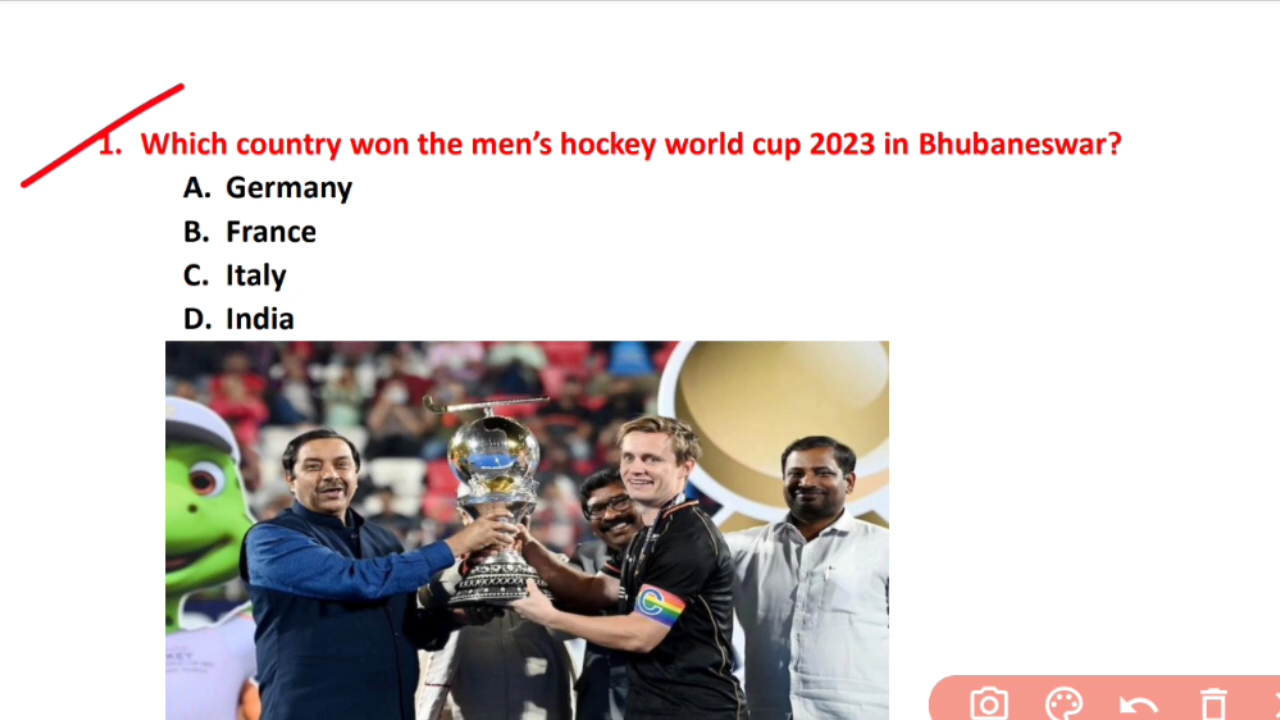 1. Which country won the men’s hockey world cup 2023 in Bhubaneswar?
A. Germany
B. France
C. Italy
D. India
C